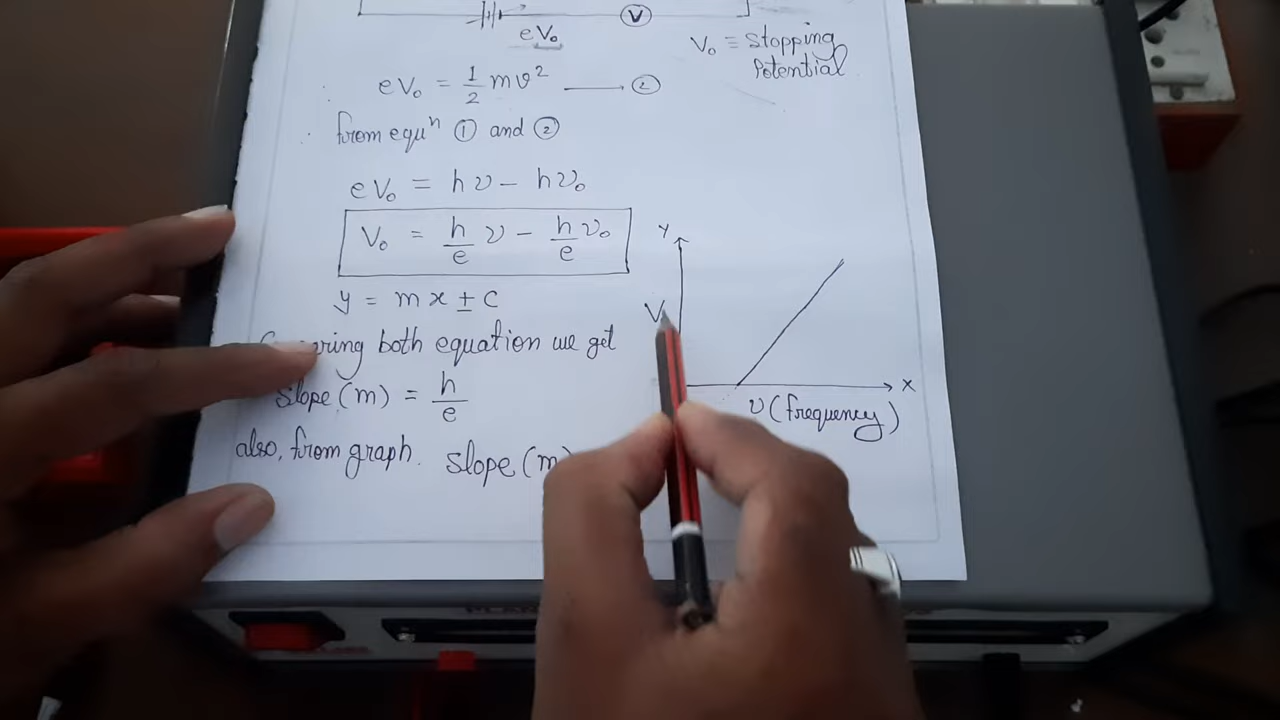 V
eV₀
V₀ = Stopping
Potential
eV₀ = 1/2 mv² ⟶ ②
from equⁿ ① and ②
eV₀ = hν − hν₀
V₀ = h/e ν − h/e ν₀
y = mx ± c
both equation we get
Slope (m) = h/e
also, from graph. Slope (m)
Y
V
X
ν (frequency)
PLAN